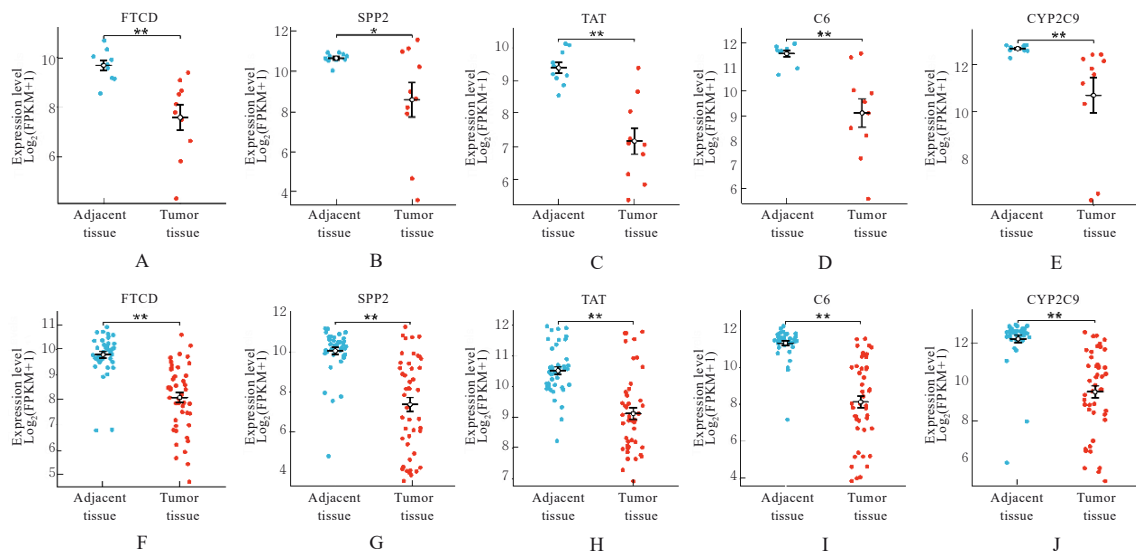 FTCD
**
Expression level
Log₂(FPKM+1)
10
8
6
Adjacent
tissue
Tumor
tissue
A
SPP2
*
Expression level
Log₂(FPKM+1)
10
8
6
4
Adjacent
tissue
Tumor
tissue
B
TAT
**
Expression level
Log₂(FPKM+1)
10
9
8
7
6
Adjacent
tissue
Tumor
tissue
C
C6
**
Expression level
Log₂(FPKM+1)
12
11
10
9
8
7
6
Adjacent
tissue
Tumor
tissue
D
CYP2C9
**
Expression level
Log₂(FPKM+1)
12
10
8
Adjacent
tissue
Tumor
tissue
E
FTCD
**
Expression level
Log₂(FPKM+1)
11
10
9
8
7
6
5
Adjacent
tissue
Tumor
tissue
F
SPP2
**
Expression level
Log₂(FPKM+1)
12
10
8
6
4
Adjacent
tissue
Tumor
tissue
G
TAT
**
Expression level
Log₂(FPKM+1)
12
11
10
9
8
7
Adjacent
tissue
Tumor
tissue
H
C6
**
Expression level
Log₂(FPKM+1)
12
10
8
6
4
Adjacent
tissue
Tumor
tissue
I
CYP2C9
**
Expression level
Log₂(FPKM+1)
12
10
8
6
Adjacent
tissue
Tumor
tissue
J